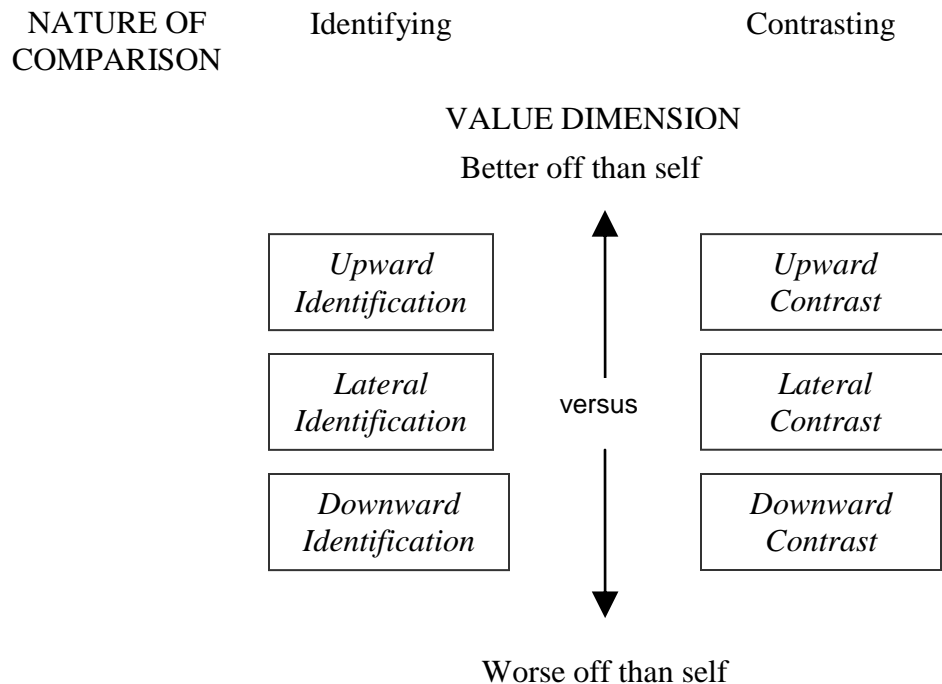 NATURE OF
COMPARISON
Identifying
Contrasting
VALUE DIMENSION
Better off than self
Upward
Identification
Upward
Contrast
Lateral
Identification
versus
Lateral
Contrast
Downward
Identification
Downward
Contrast
Worse off than self